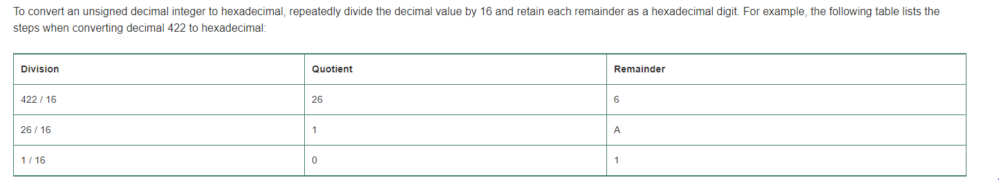 To convert an unsigned decimal integer to hexadecimal, repeatedly divide the decimal value by 16 and retain each remainder as a hexadecimal digit. For example, the following table lists the
steps when converting decimal 422 to hexadecimal:
Division Quotient Remainder
422 / 16 26 6
26 / 16 1 A
1 / 16 0 1